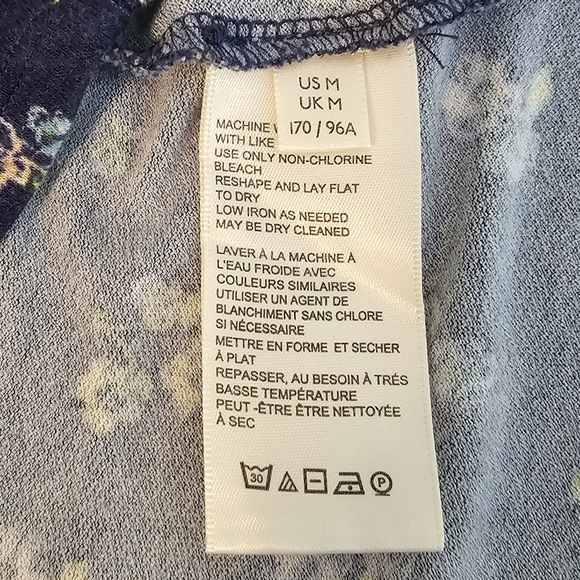 US M
UK M
170 / 96A
MACHINE
WITH LIKE
USE ONLY NON-CHLORINE
BLEACH
RESHAPE AND LAY FLAT
TO DRY
LOW IRON AS NEEDED
MAY BE DRY CLEANED
LAVER À LA MACHINE À
L'EAU FROIDE AVEC
COULEURS SIMILAIRES
UTILISER UN AGENT DE
BLANCHIMENT SANS CHLORE
SI NÉCESSAIRE
METTRE EN FORME ET SECHER
À PLAT
REPASSER, AU BESOIN À TRÉS
BASSE TEMPÉRATURE
PEUT -ÊTRE ÊTRE NETTOYÉE
À SEC
30 P